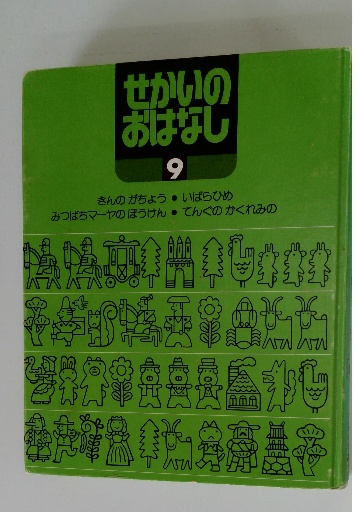 せかいの
おはなし
9
きんの がちょう • いばらひめ
みつばちマーヤの ぼうけん • てんぐの かくれみの